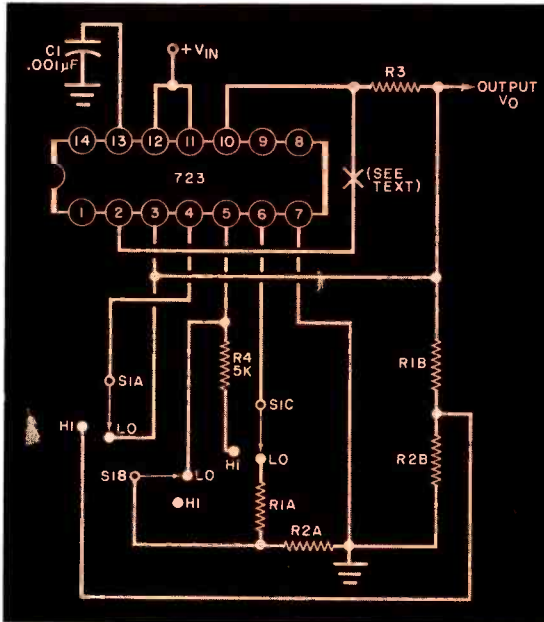 C1
.001µF
+VIN
R3
OUTPUT
VO
14 13 12 11 10 9 8
723
(SEE
TEXT)
1 2 3 4 5 6 7
R4
5K
R1B
S1A
S1C
HI
LO
HI
LO
R2B
S1B
LO
HI
R1A
R2A